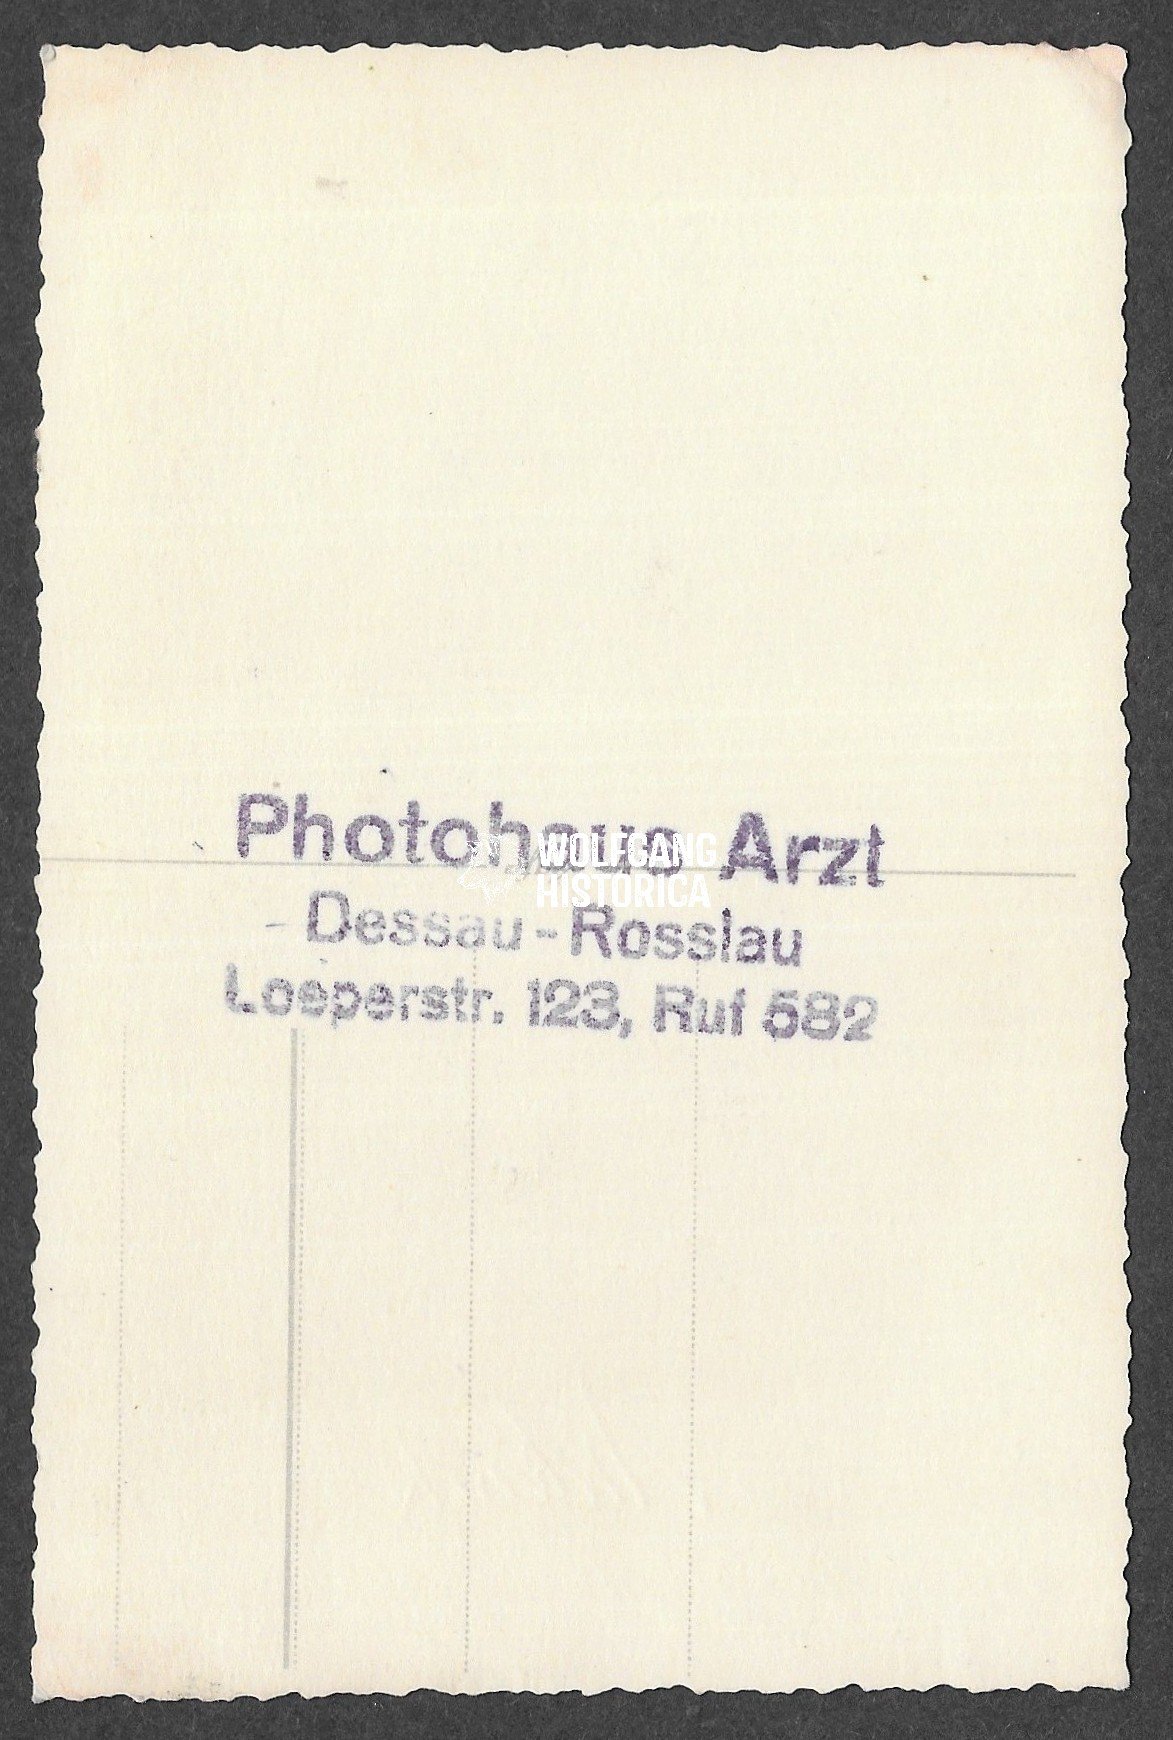 Photohaus Arzt
Dessau-Rosslau
Loeperstr. 123, Ruf 582
WOLFGANG
HISTORICA